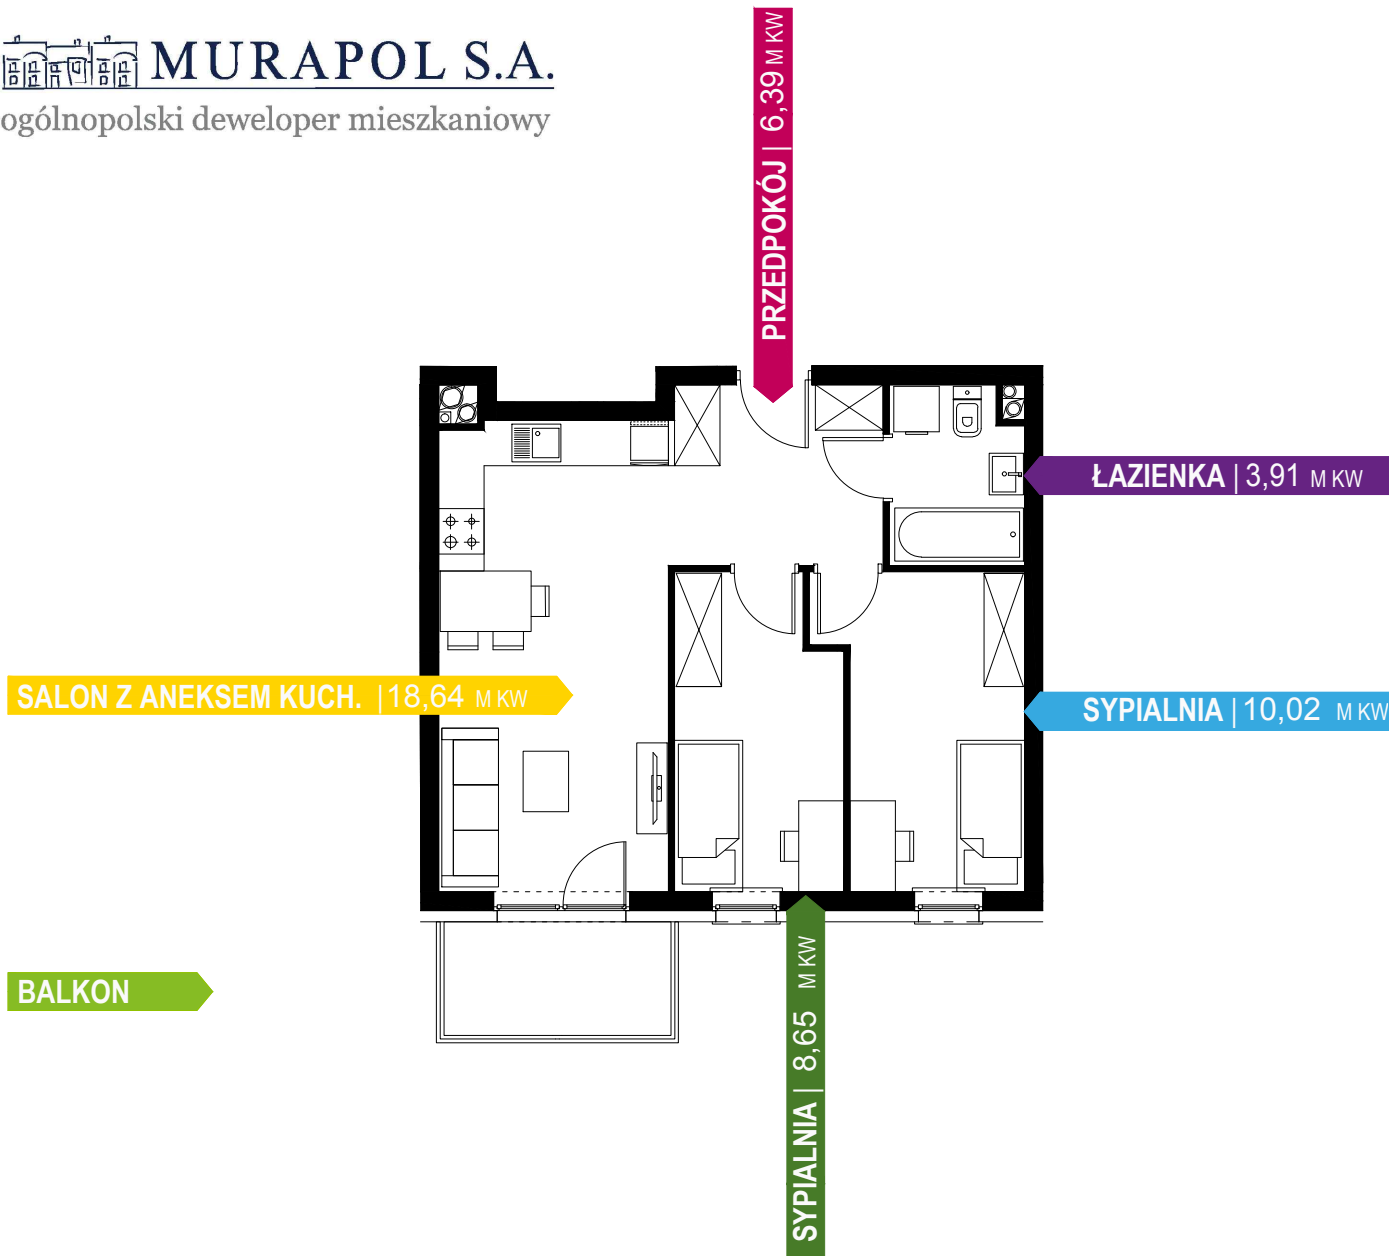 MURAPOL S.A.
ogólnopolski deweloper mieszkaniowy
PRZEDPOKÓJ | 6,39 M KW
ŁAZIENKA | 3,91 M KW
SALON Z ANEKSEM KUCH. | 18,64 M KW
SYPIALNIA | 10,02 M KW
BALKON
SYPIALNIA | 8,65 M KW